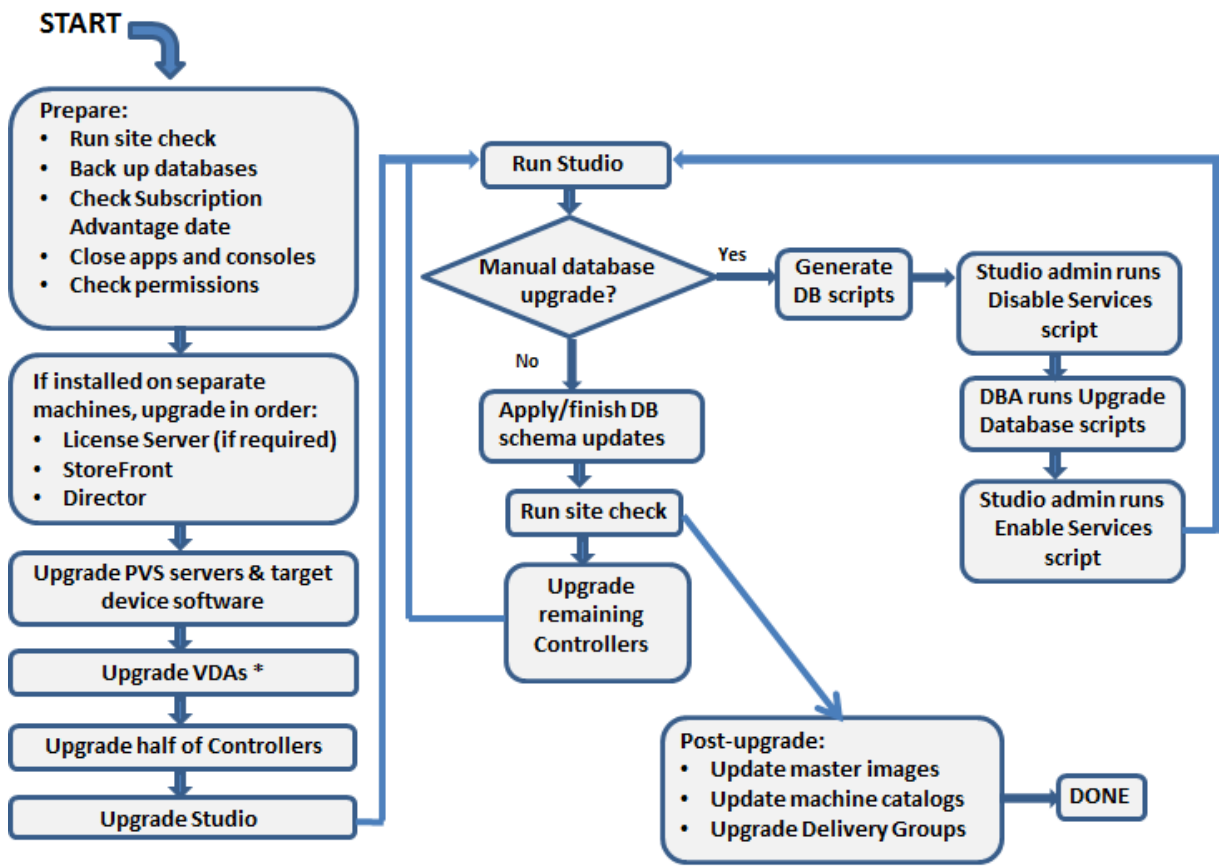 START
Prepare:
• Run site check
• Back up databases
• Check Subscription
Advantage date
• Close apps and consoles
• Check permissions
If installed on separate
machines, upgrade in order:
• License Server (if required)
• StoreFront
• Director
Upgrade PVS servers & target
device software
Upgrade VDAs *
Upgrade half of Controllers
Upgrade Studio
Run Studio
Manual database
upgrade?
Yes
Generate
DB scripts
Studio admin runs
Disable Services
script
DBA runs Upgrade
Database scripts
Studio admin runs
Enable Services
script
No
Apply/finish DB
schema updates
Run site check
Upgrade
remaining
Controllers
Post-upgrade:
• Update master images
• Update machine catalogs
• Upgrade Delivery Groups
DONE